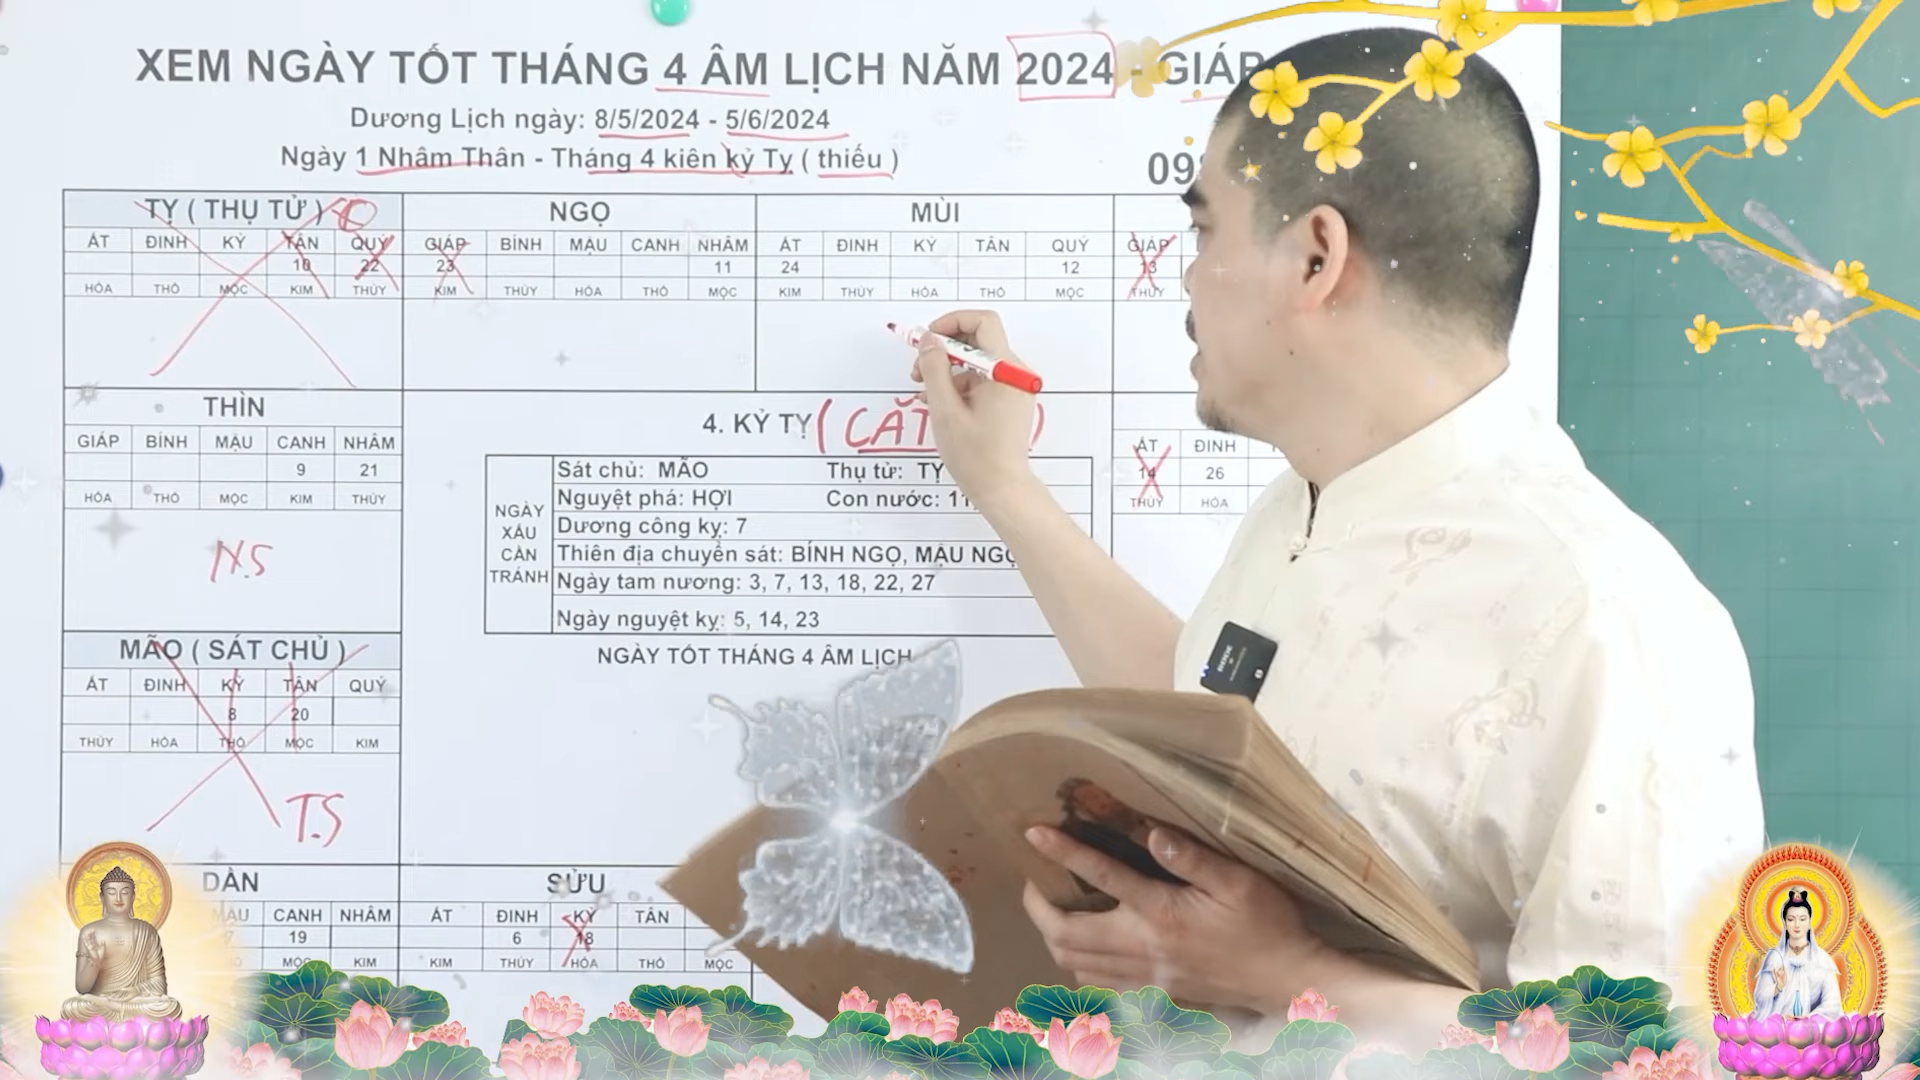 XEM NGÀY TỐT THÁNG 4 ÂM LỊCH NĂM 2024 - GIÁP
Dương Lịch ngày: 8/5/2024 - 5/6/2024
Ngày 1 Nhâm Thân - Tháng 4 kiên kỷ Tỵ ( thiếu )
09
TỴ ( THỤ TỬ ) NGỌ MÙI
ẤT ĐINH KỶ TÂN QUÝ GIÁP BÍNH MẬU CANH NHÂM ẤT ĐINH KỶ TÂN QUÝ GIÁP
10 22 23 11 24 12 13
HỎA THỔ MỘC KIM THỦY KIM THỦY HỎA THỔ MỘC KIM THỦY HỎA THỔ MỘC THỦY
THÌN
4. KỶ TỴ ( CÁT )
GIÁP BÍNH MẬU CANH NHÂM ẤT ĐINH
9 21 14 26
HỎA THỔ MỘC KIM THỦY THỦY HỎA
N.S
NGÀY XẤU CẦN TRÁNH
Sát chủ: MÃO Thụ tử: TỴ
Nguyệt phá: HỢI Con nước: 11,
Dương công kỵ: 7
Thiên địa chuyển sát: BÍNH NGỌ, MẬU NGỌ
Ngày tam nương: 3, 7, 13, 18, 22, 27
Ngày nguyệt kỵ: 5, 14, 23
NGÀY TỐT THÁNG 4 ÂM LỊCH
MÃO ( SÁT CHỦ )
ẤT ĐINH KỶ TÂN QUÝ
8 20
THỦY HỎA THỔ MỘC KIM
T.S
DẦN SỬU
MẬU CANH NHÂM ẤT ĐINH KỶ TÂN
7 19 6 18
MỘC KIM KIM THỦY HỎA THỔ MỘC